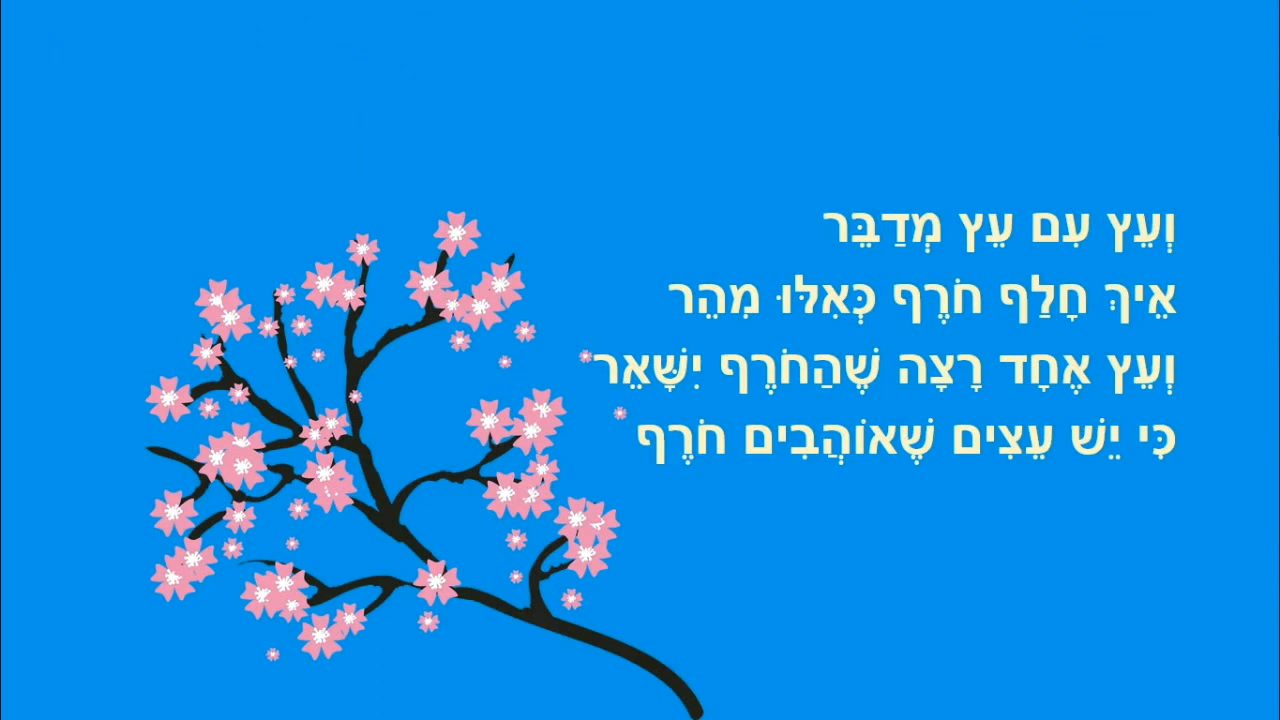 וְעֵץ עִם עֵץ מְדַבֵּר
אֵיךְ חָלַף חֹרֶף כְּאִלּוּ מִהֵר
וְעֵץ אֶחָד רָצָה שֶׁהַחֹרֶף יִשָּׁאֵר
כִּי יֵשׁ עֵצִים שֶׁאוֹהֲבִים חֹרֶף